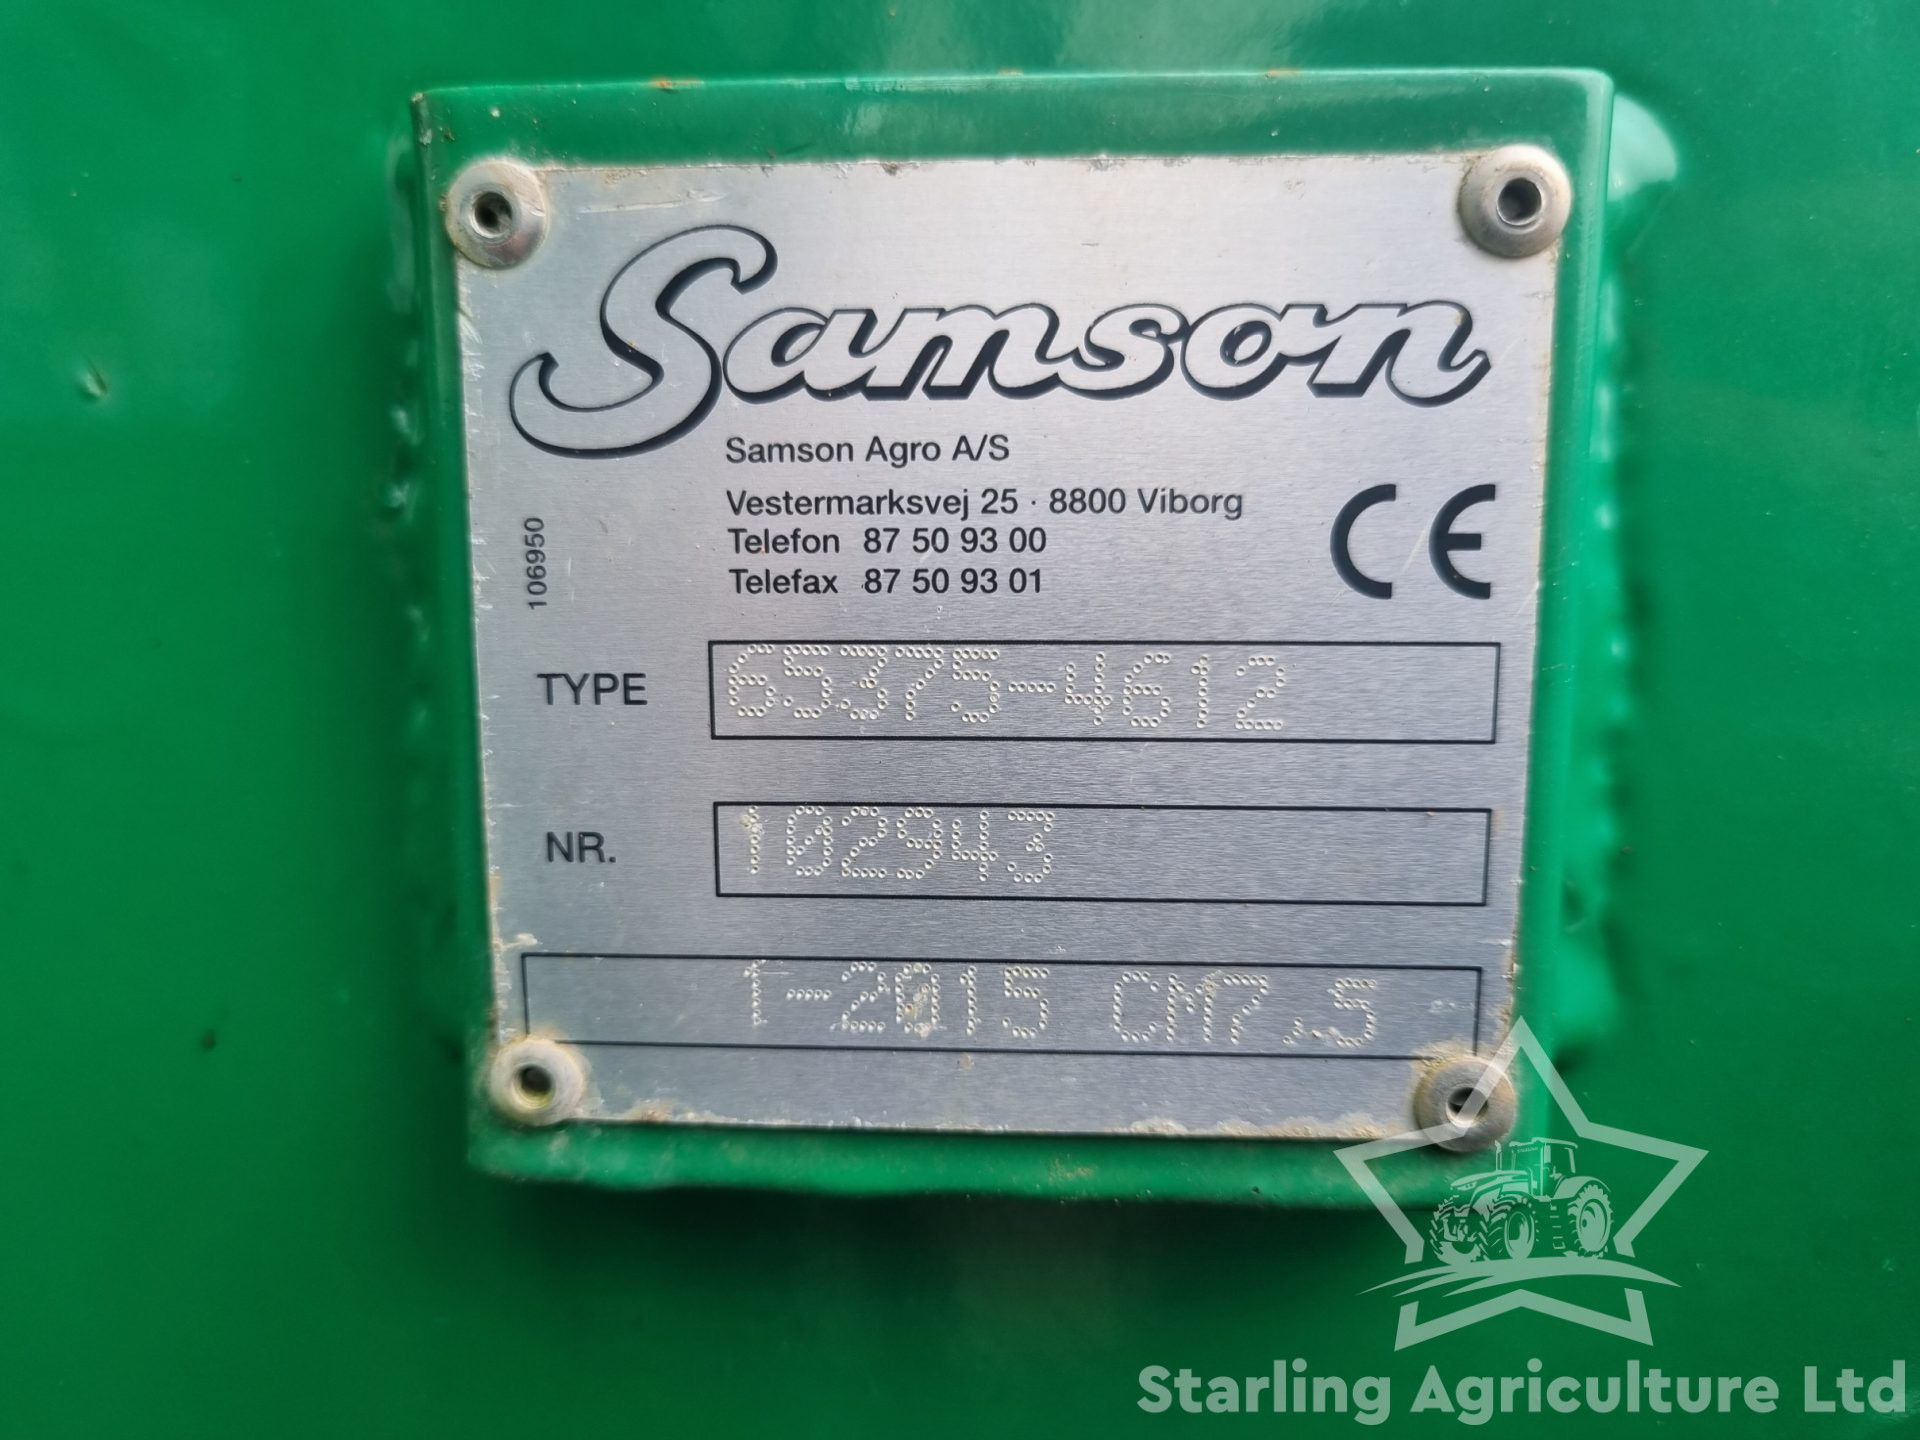 Samson
Samson Agro A/S
Vestermarksvej 25 · 8800 Viborg
Telefon 87 50 93 00
Telefax 87 50 93 01
CE
106950
TYPE 65375-4612
NR. 102943
1-2015 CM7.5
Starling Agriculture Ltd